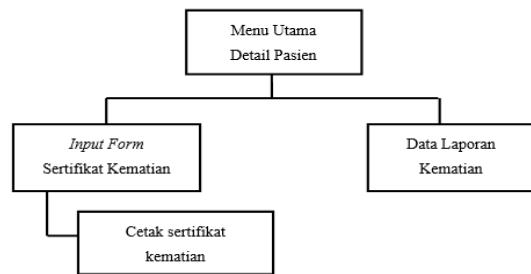 Menu Utama
Detail Pasien
Input Form
Sertifikat Kematian
Data Laporan
Kematian
Cetak sertifikat
kematian